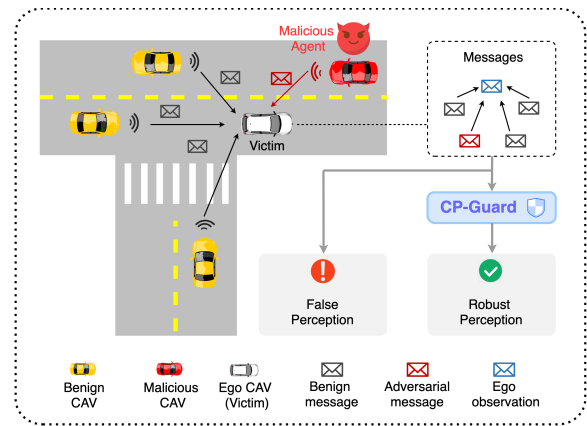 Malicious
Agent
Messages
Victim
CP-Guard
False
Perception
Robust
Perception
Benign
CAV
Malicious
CAV
Ego CAV
(Victim)
Benign
message
Adversarial
message
Ego
observation